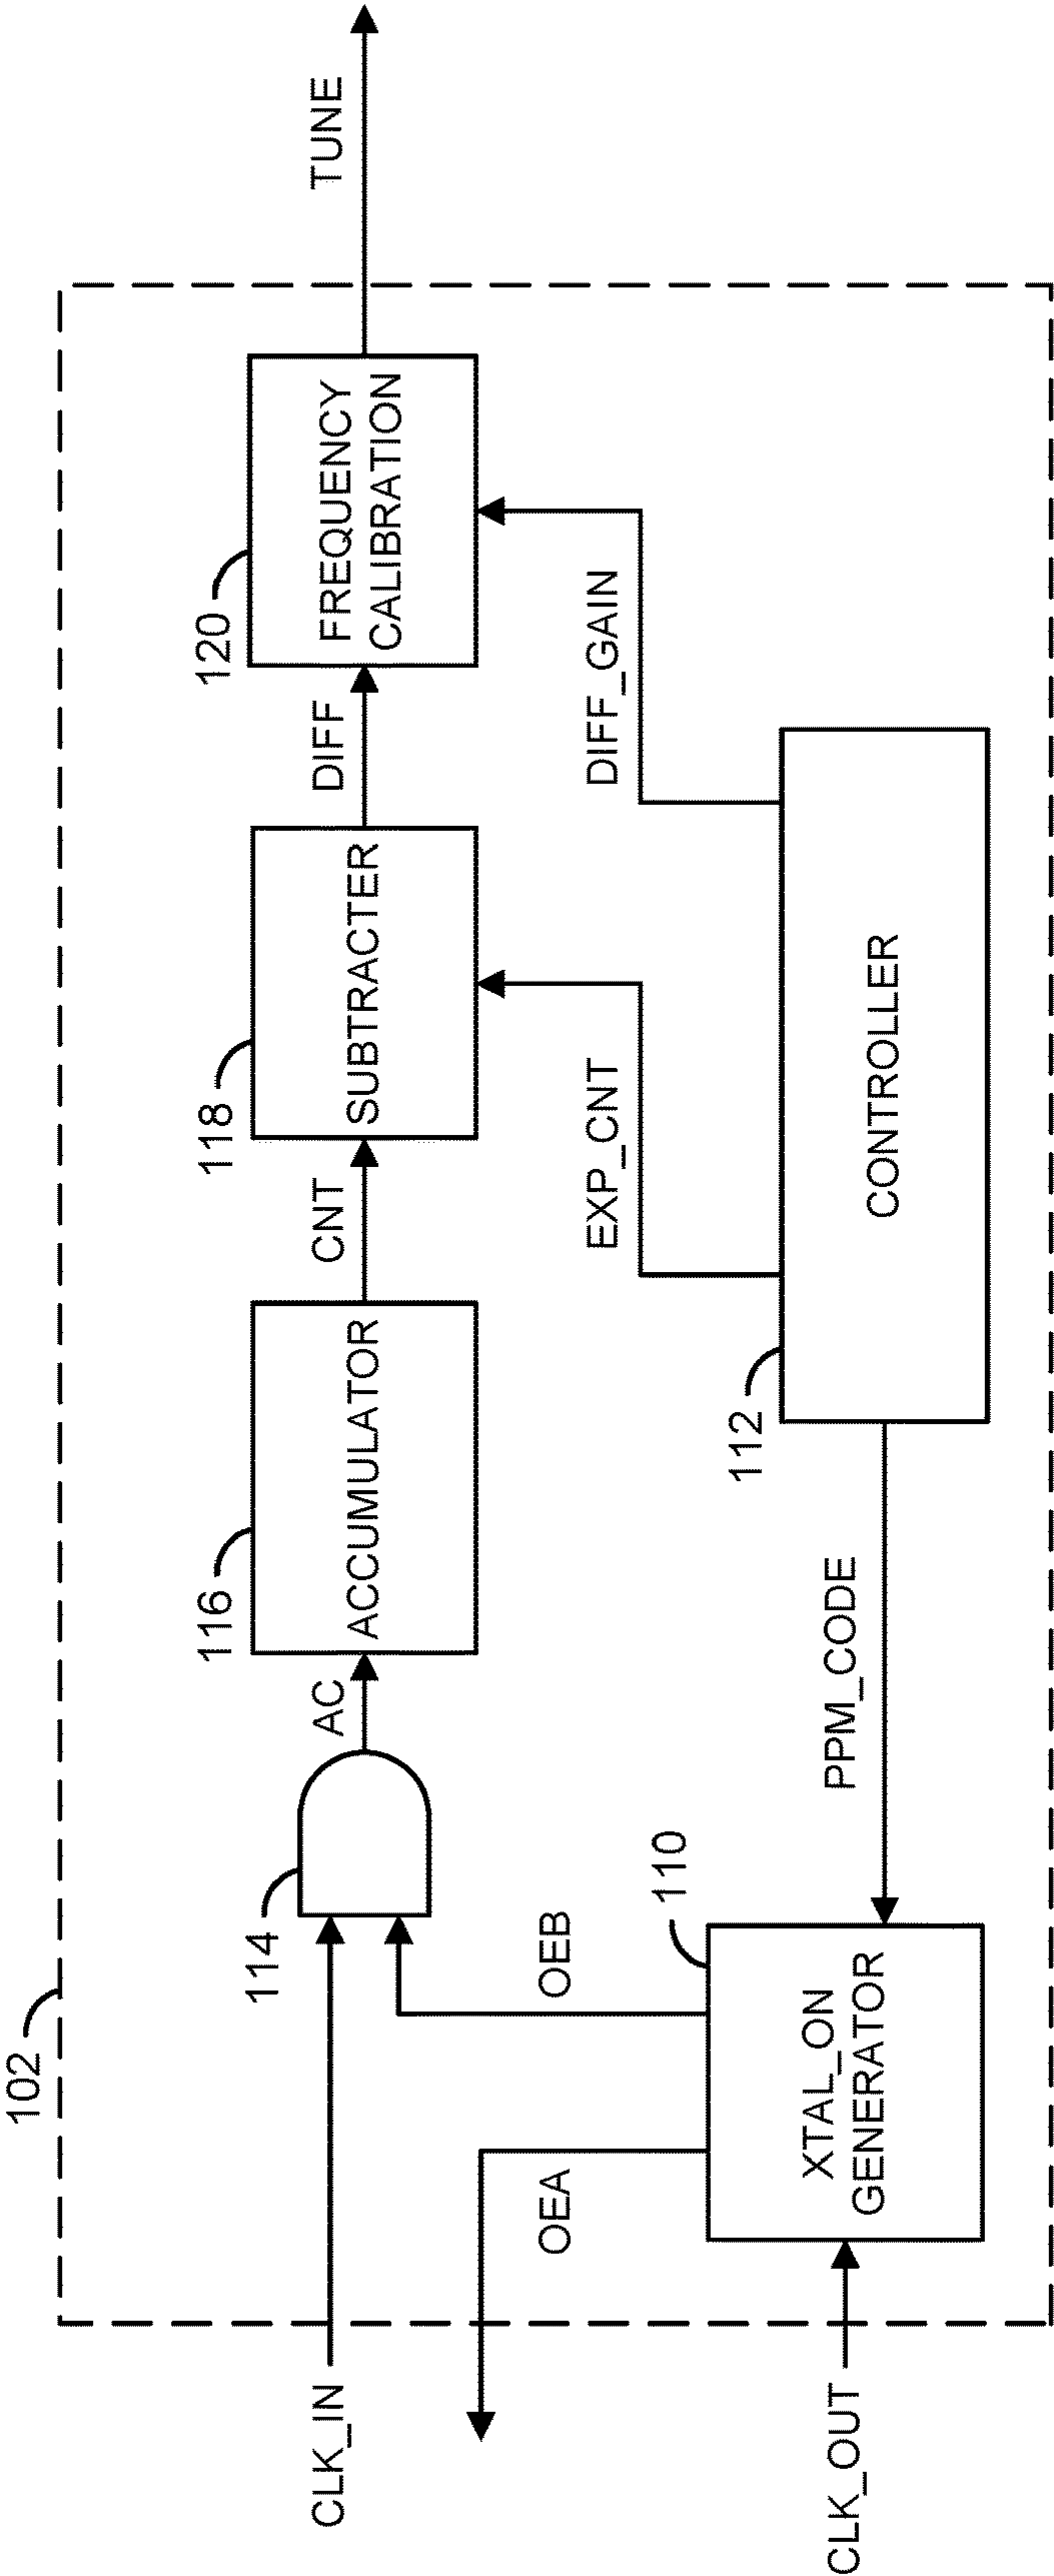 102
CLK_IN
114
AC
116
ACCUMULATOR
CNT
118
SUBTRACTER
DIFF
120
FREQUENCY
CALIBRATION
TUNE
OEA
OEB
EXP_CNT
DIFF_GAIN
CLK_OUT
110
XTAL_ON
GENERATOR
PPM_CODE
112
CONTROLLER